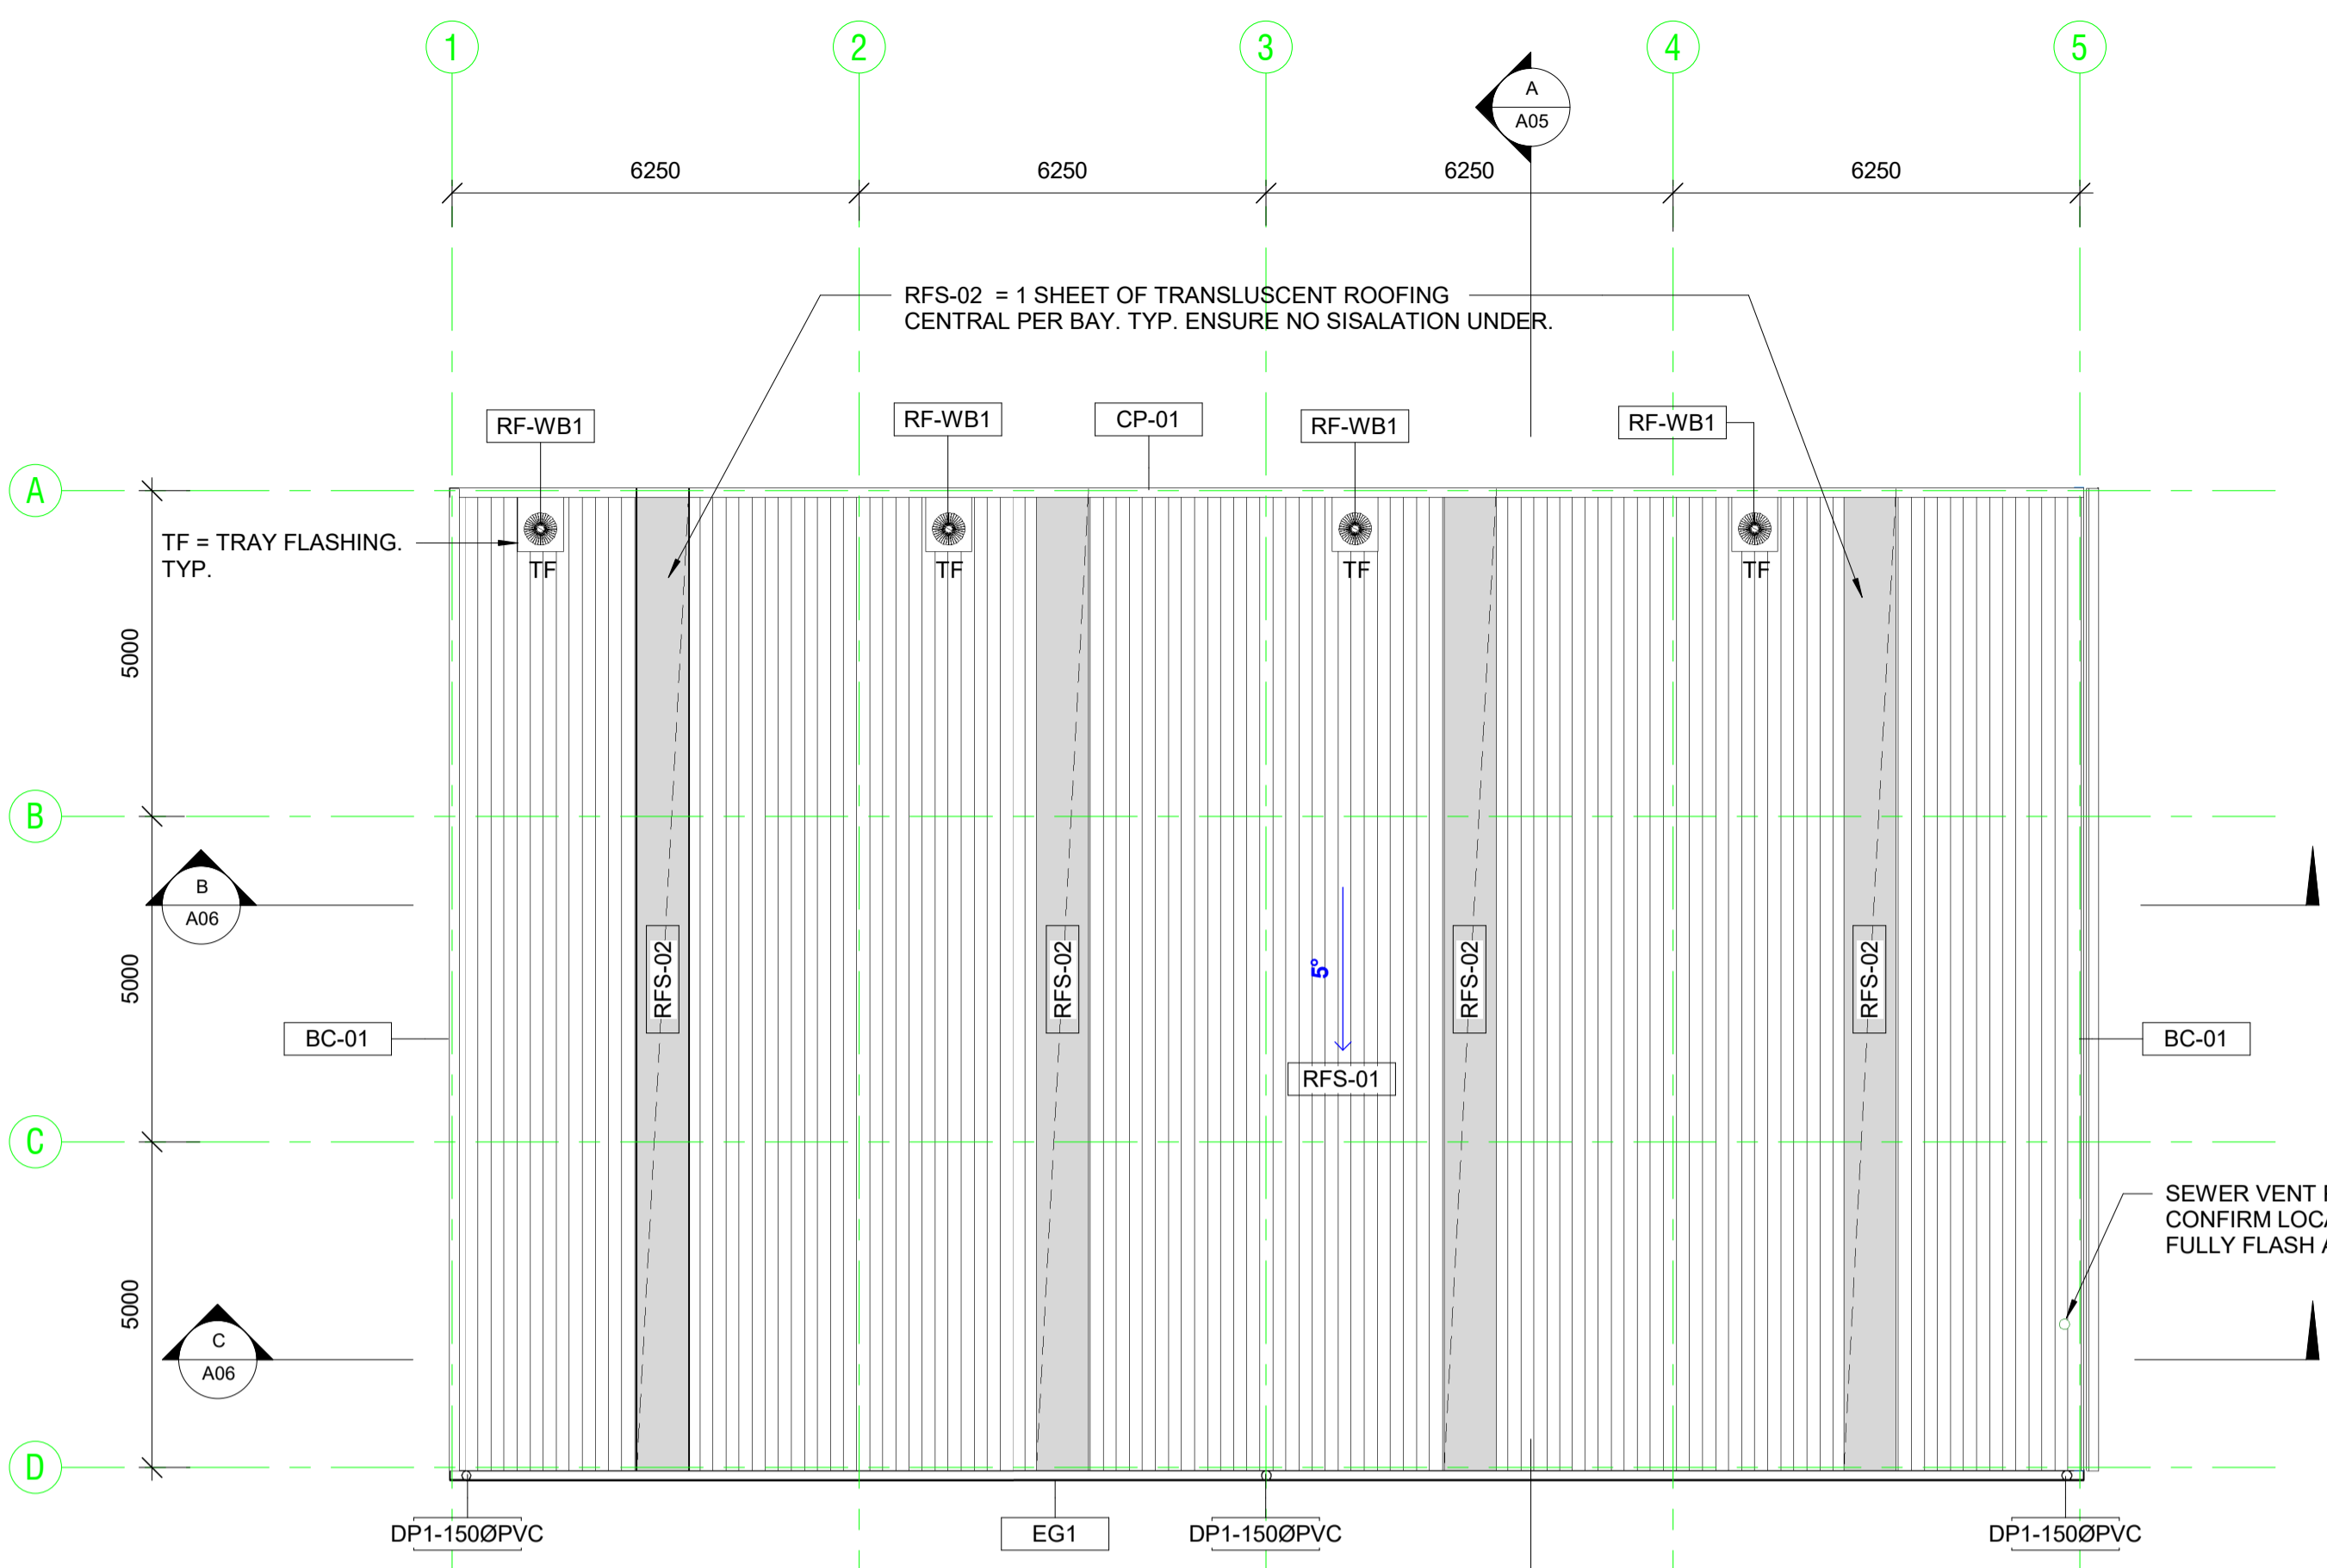 1
2
3
4
5
A
A05
6250
6250
6250
6250
RFS-02 = 1 SHEET OF TRANSLUSCENT ROOFING
CENTRAL PER BAY. TYP. ENSURE NO SISALATION UNDER.
RF-WB1
RF-WB1
CP-01
RF-WB1
RF-WB1
A
TF = TRAY FLASHING.
TYP.
TF
TF
TF
TF
5000
B
B
A06
5000
RFS-02
RFS-02
5°
RFS-02
RFS-02
BC-01
BC-01
RFS-01
C
SEWER VENT
CONFIRM
FULLY FLASH
5000
C
A06
D
DP1-150ØPVC
EG1
DP1-150ØPVC
DP1-150ØPVC